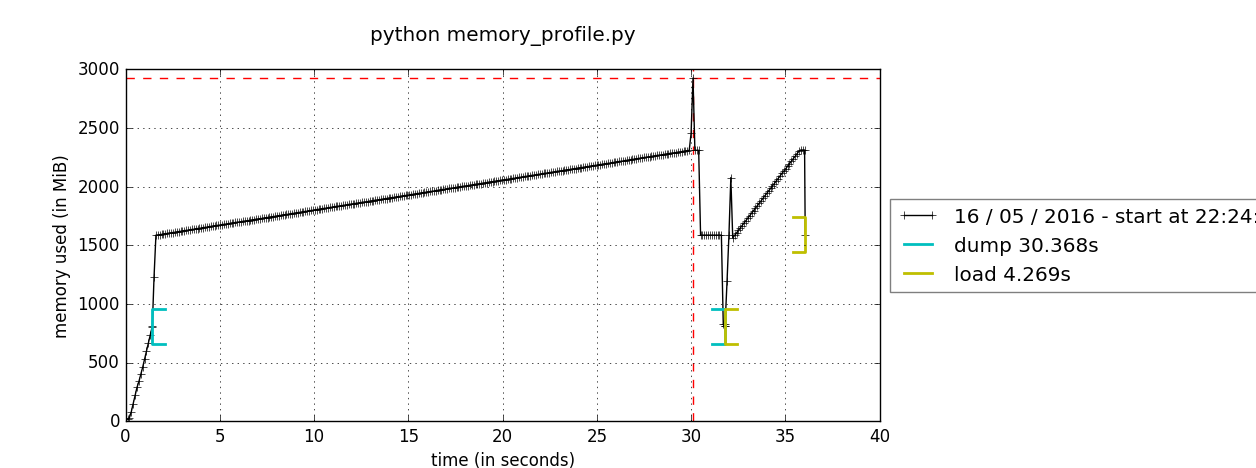 python memory_profile.py
3000
2500
2000
1500
1000
500
0
memory used (in MiB)
0 5 10 15 20 25 30 35 40
time (in seconds)
16 / 05 / 2016 - start at 22:24:
dump 30.368s
load 4.269s